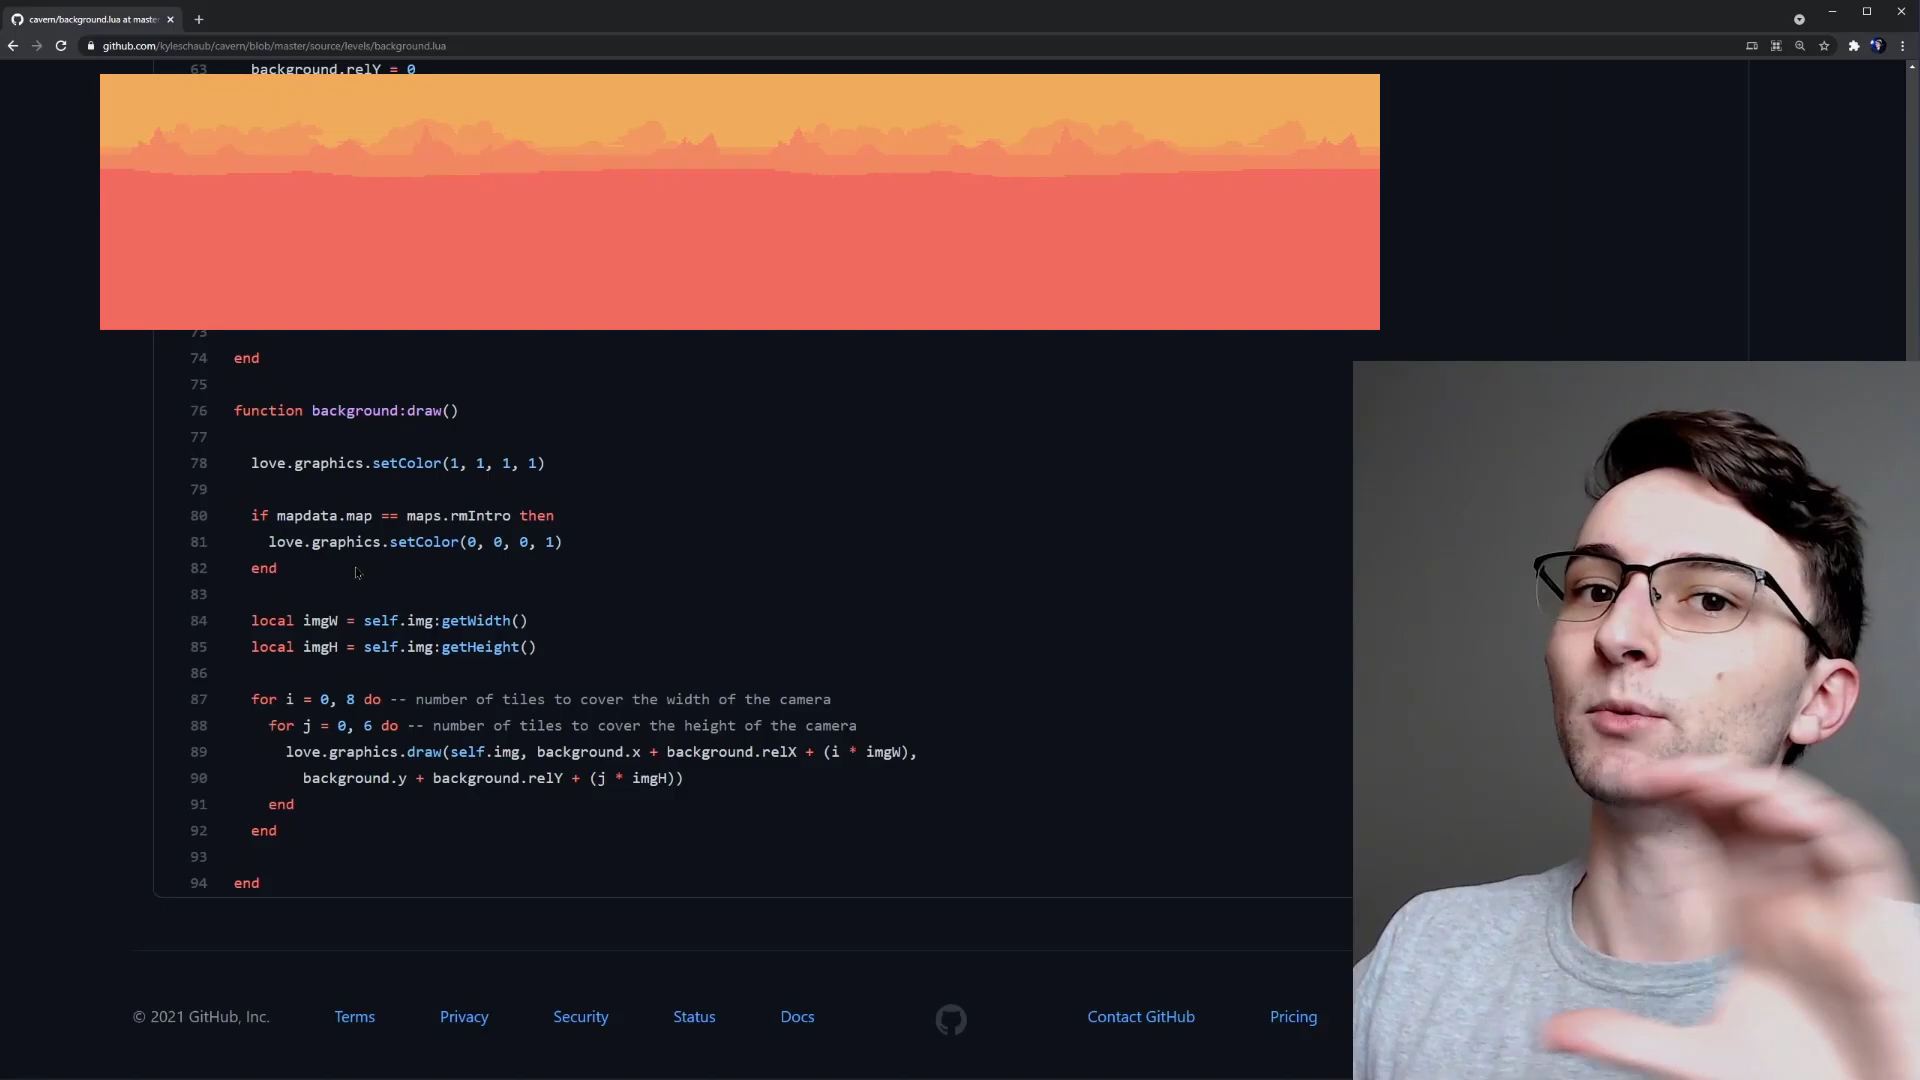 cavern/background.lua at maste
github.com/kyleschaub/cavern/blob/master/source/levels/background.lua
63 background.relY = 0
73
74 end
75
76 function background:draw()
77
78 love.graphics.setColor(1, 1, 1, 1)
79
80 if mapdata.map == maps.rmIntro then
81 love.graphics.setColor(0, 0, 0, 1)
82 end
83
84 local imgW = self.img:getWidth()
85 local imgH = self.img:getHeight()
86
87 for i = 0, 8 do -- number of tiles to cover the width of the camera
88 for j = 0, 6 do -- number of tiles to cover the height of the camera
89 love.graphics.draw(self.img, background.x + background.relX + (i * imgW),
90 background.y + background.relY + (j * imgH))
91 end
92 end
93
94 end
© 2021 GitHub, Inc. Terms Privacy Security Status Docs Contact GitHub Pricing